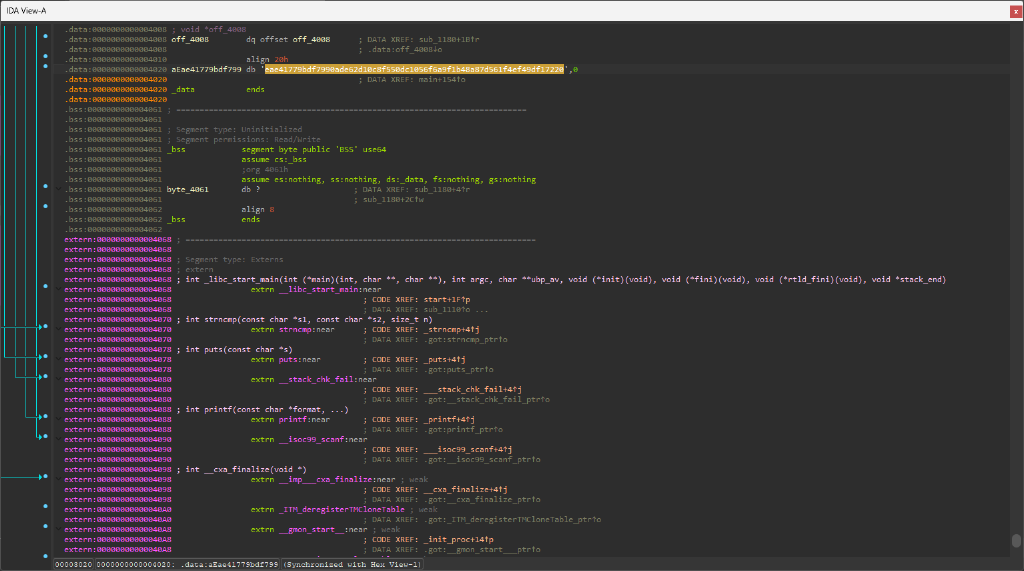 IDA View-A
x
.data:0000000000004008 ; void *off_4008
.data:0000000000004008 off_4008 dq offset off_4008 ; DATA XREF: sub_1180+1B↑r
.data:0000000000004008 ; .data:off_4008↓o
.data:0000000000004010 align 20h
.data:0000000000004020 aEae41779bdf799 db 'eae41779bdf7990ade62d10c8f550dc1056f6a9f1b48a87d561f4ef49df17220',0
.data:0000000000004020 ; DATA XREF: main+154↑o
.data:0000000000004020 _data ends
.data:0000000000004020
.bss:0000000000004061 ; ===========================================================================
.bss:0000000000004061
.bss:0000000000004061 ; Segment type: Uninitialized
.bss:0000000000004061 ; Segment permissions: Read/Write
.bss:0000000000004061 _bss segment byte public 'BSS' use64
.bss:0000000000004061 assume cs:_bss
.bss:0000000000004061 ;org 4061h
.bss:0000000000004061 assume es:nothing, ss:nothing, ds:_data, fs:nothing, gs:nothing
.bss:0000000000004061 byte_4061 db ? ; DATA XREF: sub_1180+4↑r
.bss:0000000000004061 ; sub_1180+2C↑w
.bss:0000000000004062 align 8
.bss:0000000000004062 _bss ends
.bss:0000000000004062
extern:0000000000004068 ; ===========================================================================
extern:0000000000004068
extern:0000000000004068 ; Segment type: Externs
extern:0000000000004068 ; extern
extern:0000000000004068 ; int _libc_start_main(int (*main)(int, char **, char **), int argc, char **ubp_av, void (*init)(void), void (*fini)(void), void (*rtld_fini)(void), void *stack_end)
extern:0000000000004068 extrn __libc_start_main:near
extern:0000000000004068 ; CODE XREF: start+1F↑p
extern:0000000000004068 ; DATA XREF: sub_1110↑o ...
extern:0000000000004070 ; int strncmp(const char *s1, const char *s2, size_t n)
extern:0000000000004070 extrn strncmp:near ; CODE XREF: _strncmp+4↑j
extern:0000000000004070 ; DATA XREF: .got:strncmp_ptr↑o
extern:0000000000004078 ; int puts(const char *s)
extern:0000000000004078 extrn puts:near ; CODE XREF: _puts+4↑j
extern:0000000000004078 ; DATA XREF: .got:puts_ptr↑o
extern:0000000000004080 extrn __stack_chk_fail:near
extern:0000000000004080 ; CODE XREF: ___stack_chk_fail+4↑j
extern:0000000000004080 ; DATA XREF: .got:__stack_chk_fail_ptr↑o
extern:0000000000004088 ; int printf(const char *format, ...)
extern:0000000000004088 extrn printf:near ; CODE XREF: _printf+4↑j
extern:0000000000004088 ; DATA XREF: .got:printf_ptr↑o
extern:0000000000004090 extrn __isoc99_scanf:near
extern:0000000000004090 ; CODE XREF: ___isoc99_scanf+4↑j
extern:0000000000004090 ; DATA XREF: .got:__isoc99_scanf_ptr↑o
extern:0000000000004098 ; int __cxa_finalize(void *)
extern:0000000000004098 extrn __imp___cxa_finalize:near ; weak
extern:0000000000004098 ; CODE XREF: __cxa_finalize+4↑j
extern:0000000000004098 ; DATA XREF: .got:__cxa_finalize_ptr↑o
extern:00000000000040A0 extrn _ITM_deregisterTMCloneTable ; weak
extern:00000000000040A0 ; DATA XREF: .got:_ITM_deregisterTMCloneTable_ptr↑o
extern:00000000000040A8 extrn __gmon_start__:near ; weak
extern:00000000000040A8 ; CODE XREF: _init_proc+14↑p
extern:00000000000040A8 ; DATA XREF: .got:__gmon_start___ptr↑o
00003020 0000000000004020: .data:aEae41779bdf799 (Synchronized with Hex View-1)